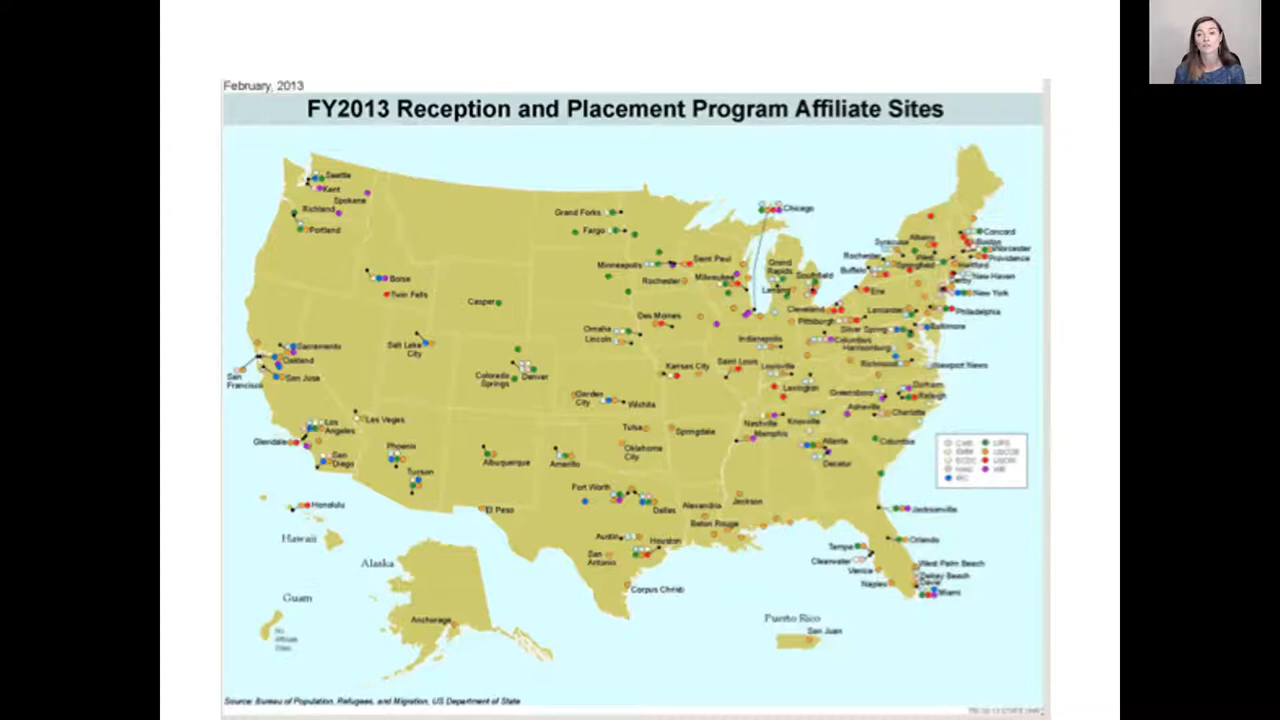 February, 2013
FY2013 Reception and Placement Program Affiliate Sites
Seattle
Kent
Spokane
Richland
Portland
Boise
Twin Falls
Casper
Grand Forks
Fargo
Minneapolis
Saint Paul
Rochester
Milwaukee
Chicago
Grand
Rapids
Southfield
Lansing
Syracuse
Albany
Concord
Boston
Worcester
Providence
Hartford
Rochester
Buffalo
Springfield
New Haven
Erie
New York
Cleveland
Lancaster
Philadelphia
Pittsburgh
Silver Spring
Baltimore
Columbus
Harrisonburg
Des Moines
Omaha
Lincoln
Indianapolis
Salt Lake
City
Sacramento
Oakland
San
Francisco
San Jose
Colorado
Springs
Denver
Kansas City
Saint Louis
Louisville
Richmond
Newport News
Lexington
Greensboro
Durham
Raleigh
Garden
City
Wichita
Las Vegas
Los
Angeles
Glendale
Asheville
Charlotte
Nashville
Knoxville
Memphis
Tulsa
Springdale
Phoenix
San
Diego
Tucson
Albuquerque
Amarillo
Oklahoma
City
Atlanta
Decatur
Columbia
Fort Worth
Dallas
Alexandria
Jackson
Baton Rouge
El Paso
Honolulu
Hawaii
Jacksonville
Austin
Houston
San
Antonio
Corpus Christi
Orlando
Tampa
Clearwater
Venice
Naples
West Palm Beach
Delray Beach
Miami
Alaska
Anchorage
Guam
No
Affiliate
Sites
Puerto Rico
San Juan
Source: Bureau of Population, Refugees, and Migration, US Department of State